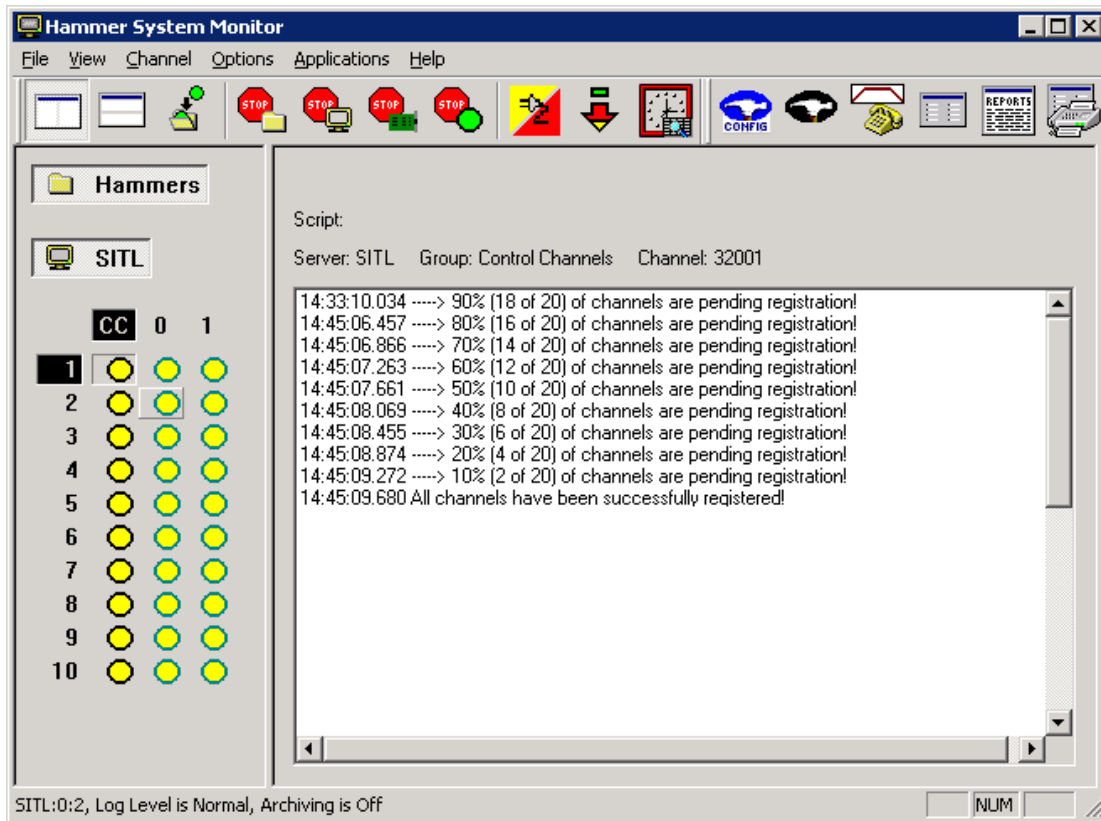 Hammer System Monitor
File View Channel Options Applications Help
STOP STOP STOP STOP CONFIG REPORTS
Hammers
SITL
CC 0 1
1
2
3
4
5
6
7
8
9
10
Script:
Server: SITL Group: Control Channels Channel: 32001
14:33:10.034 -----> 90% (18 of 20) of channels are pending registration!
14:45:06.457 -----> 80% (16 of 20) of channels are pending registration!
14:45:06.866 -----> 70% (14 of 20) of channels are pending registration!
14:45:07.263 -----> 60% (12 of 20) of channels are pending registration!
14:45:07.661 -----> 50% (10 of 20) of channels are pending registration!
14:45:08.069 -----> 40% (8 of 20) of channels are pending registration!
14:45:08.455 -----> 30% (6 of 20) of channels are pending registration!
14:45:08.874 -----> 20% (4 of 20) of channels are pending registration!
14:45:09.272 -----> 10% (2 of 20) of channels are pending registration!
14:45:09.680 All channels have been successfully registered!
SITL:0:2, Log Level is Normal, Archiving is Off
NUM